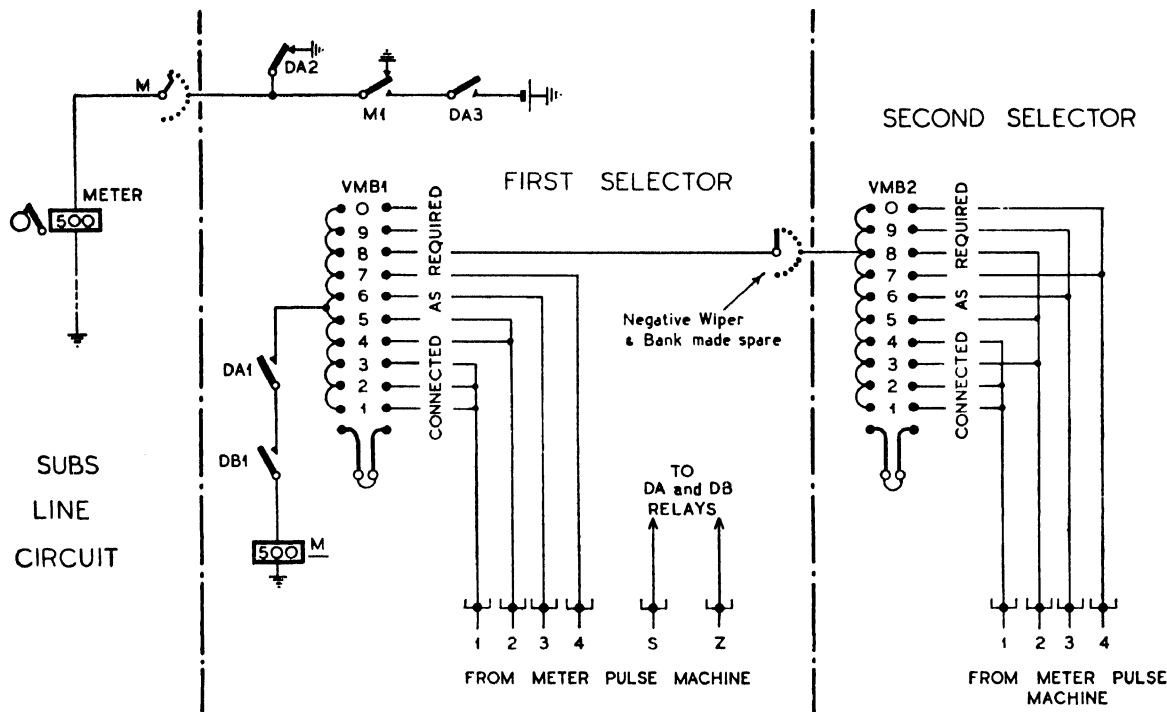 DA2
M
M1
DA3
SECOND SELECTOR
METER
500
FIRST SELECTOR
VMB1
0
9
8
7
6
5
4
3
2
1
CONNECTED AS REQUIRED
Negative Wiper
& Bank made spare
VMB2
0
9
8
7
6
5
4
3
2
1
CONNECTED AS REQUIRED
DA1
DB1
500
M
SUBS
LINE
CIRCUIT
TO
DA and DB
RELAYS
1 2 3 4 S Z
FROM METER PULSE MACHINE
1 2 3 4
FROM METER PULSE
MACHINE